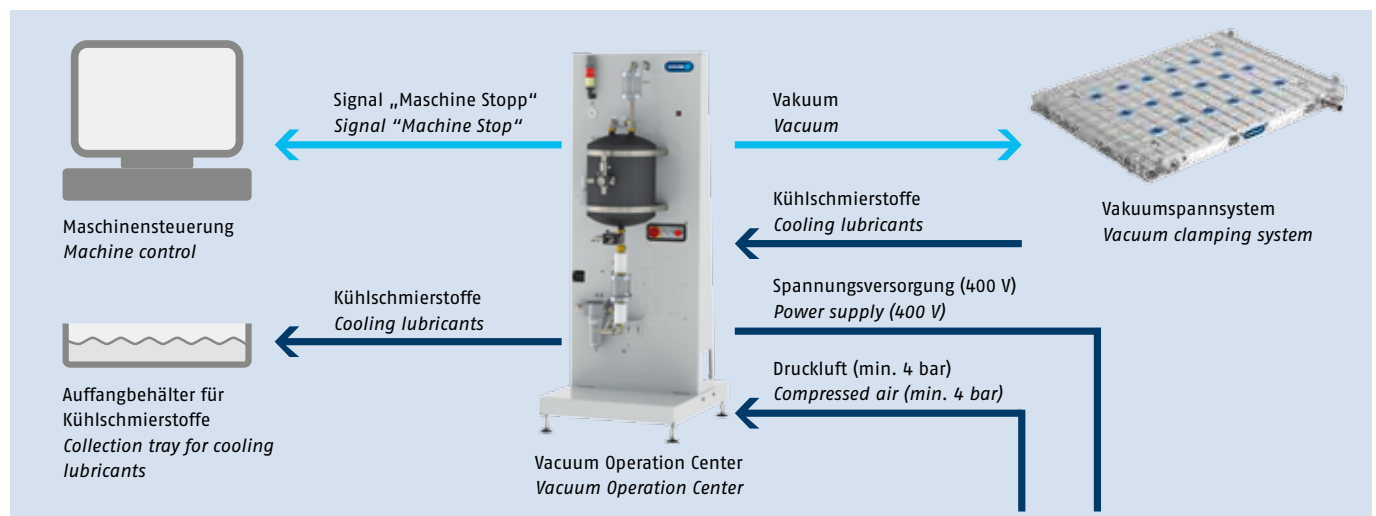 Signal „Maschine Stopp“
Signal “Machine Stop“
Vakuum
Vacuum
Maschinensteuerung
Machine control
Kühlschmierstoffe
Cooling lubricants
Vakuumspannsystem
Vacuum clamping system
Kühlschmierstoffe
Cooling lubricants
Spannungsversorgung (400 V)
Power supply (400 V)
Druckluft (min. 4 bar)
Compressed air (min. 4 bar)
Auffangbehälter für
Kühlschmierstoffe
Collection tray for cooling
lubricants
Vacuum Operation Center
Vacuum Operation Center